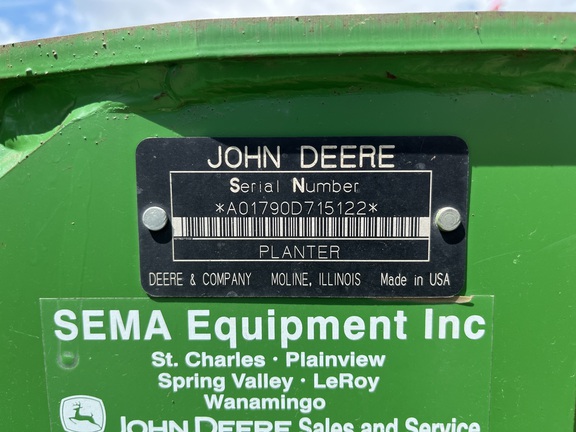 JOHN DEERE
Serial Number
*A01790D715122*
PLANTER
DEERE & COMPANY MOLINE, ILLINOIS Made in USA
SEMA Equipment Inc
St. Charles · Plainview
Spring Valley · LeRoy
Wanamingo
JOHN DEERE Sales and Service